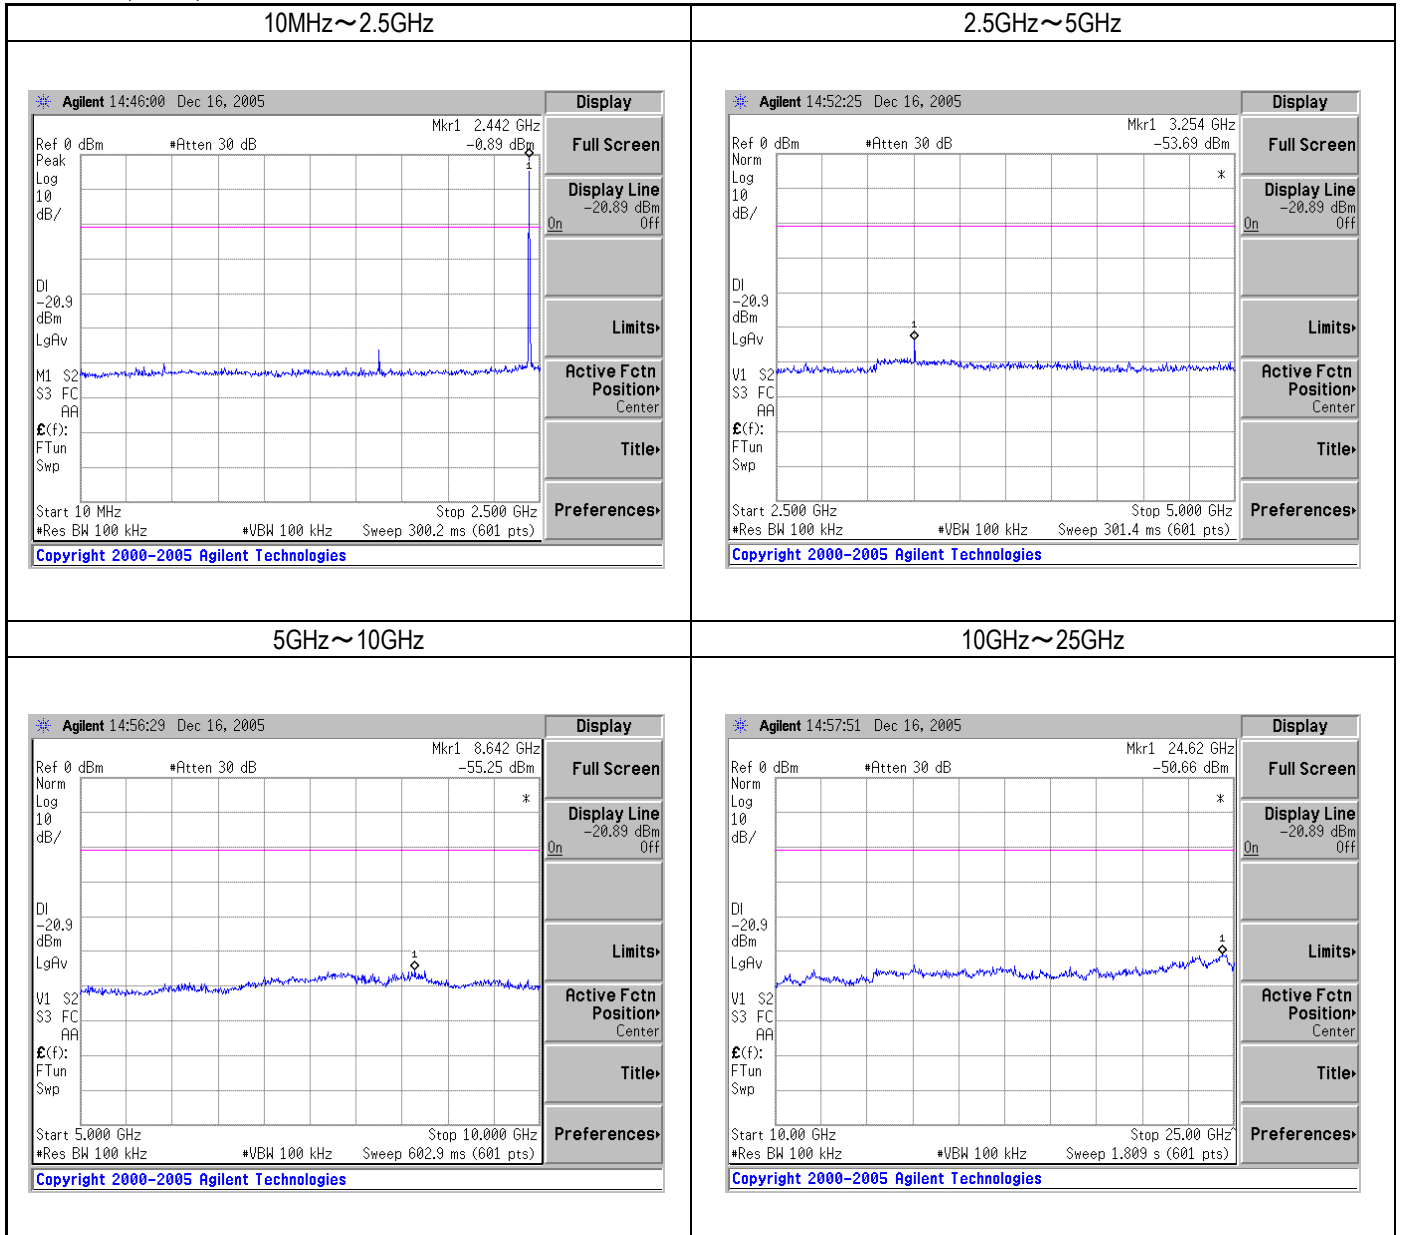 10MHz～2.5GHz
2.5GHz～5GHz
Agilent 14:46:00 Dec 16, 2005
Display
Mkr1 2.442 GHz
Ref 0 dBm #Atten 30 dB -0.89 dBm
Peak
Log
10
dB/
1
DI
-20.9
dBm
LgAv
M1 S2
S3 FC
AA
£(f):
FTun
Swp
Start 10 MHz Stop 2.500 GHz
#Res BW 100 kHz #VBW 100 kHz Sweep 300.2 ms (601 pts)
Full Screen
Display Line
-20.89 dBm
On Off
Limits
Active Fctn
Position
Center
Title
Preferences
Copyright 2000-2005 Agilent Technologies
Agilent 14:52:25 Dec 16, 2005
Display
Mkr1 3.254 GHz
Ref 0 dBm #Atten 30 dB -53.69 dBm
Norm
Log
10
dB/
*
1
DI
-20.9
dBm
LgAv
V1 S2
S3 FC
AA
£(f):
FTun
Swp
Start 2.500 GHz Stop 5.000 GHz
#Res BW 100 kHz #VBW 100 kHz Sweep 301.4 ms (601 pts)
Full Screen
Display Line
-20.89 dBm
On Off
Limits
Active Fctn
Position
Center
Title
Preferences
Copyright 2000-2005 Agilent Technologies
5GHz～10GHz
10GHz～25GHz
Agilent 14:56:29 Dec 16, 2005
Display
Mkr1 8.642 GHz
Ref 0 dBm #Atten 30 dB -55.25 dBm
Norm
Log
10
dB/
*
1
DI
-20.9
dBm
LgAv
V1 S2
S3 FC
AA
£(f):
FTun
Swp
Start 5.000 GHz Stop 10.000 GHz
#Res BW 100 kHz #VBW 100 kHz Sweep 602.9 ms (601 pts)
Full Screen
Display Line
-20.89 dBm
On Off
Limits
Active Fctn
Position
Center
Title
Preferences
Copyright 2000-2005 Agilent Technologies
Agilent 14:57:51 Dec 16, 2005
Display
Mkr1 24.62 GHz
Ref 0 dBm #Atten 30 dB -50.66 dBm
Norm
Log
10
dB/
*
1
DI
-20.9
dBm
LgAv
V1 S2
S3 FC
AA
£(f):
FTun
Swp
Start 10.00 GHz Stop 25.00 GHz^
#Res BW 100 kHz #VBW 100 kHz Sweep 1.809 s (601 pts)
Full Screen
Display Line
-20.89 dBm
On Off
Limits
Active Fctn
Position
Center
Title
Preferences
Copyright 2000-2005 Agilent Technologies